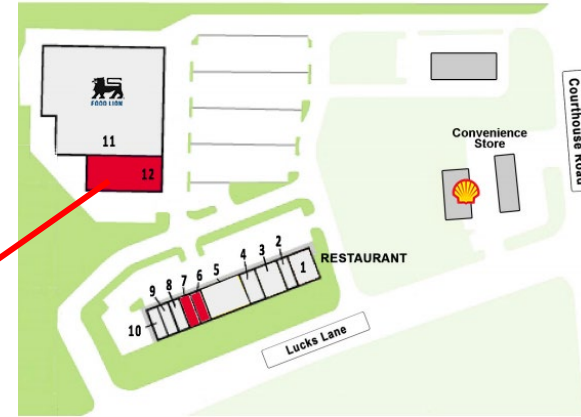 FOOD LION
11
12
Convenience
Store
Courthouse Road
RESTAURANT
1
2
3
4
5
6
7
8
9
10
Lucks Lane